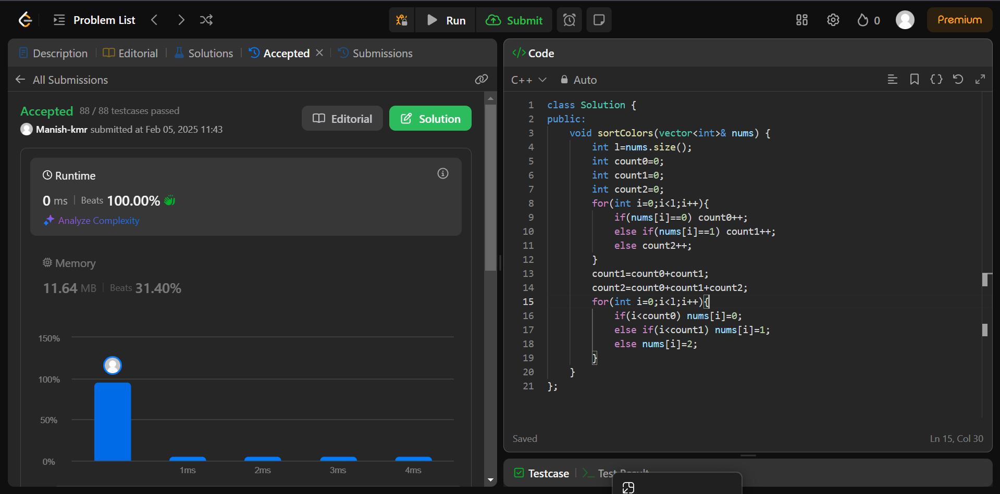 Problem List
Run
Submit
0
Premium
Description
Editorial
Solutions
Accepted
Submissions
All Submissions
Accepted 88 / 88 testcases passed
Manish-kmr submitted at Feb 05, 2025 11:43
Editorial
Solution
Runtime
0 ms Beats 100.00%
Analyze Complexity
Memory
11.64 MB Beats 31.40%
150%
100%
50%
0%
1ms 2ms 3ms 4ms
</> Code
C++ Auto
1 class Solution {
2 public:
3 void sortColors(vector<int>& nums) {
4 int l=nums.size();
5 int count0=0;
6 int count1=0;
7 int count2=0;
8 for(int i=0;i<l;i++){
9 if(nums[i]==0) count0++;
10 else if(nums[i]==1) count1++;
11 else count2++;
12 }
13 count1=count0+count1;
14 count2=count0+count1+count2;
15 for(int i=0;i<l;i++){
16 if(i<count0) nums[i]=0;
17 else if(i<count1) nums[i]=1;
18 else nums[i]=2;
19 }
20 }
21 };
Saved
Ln 15, Col 30
Testcase
Test Result